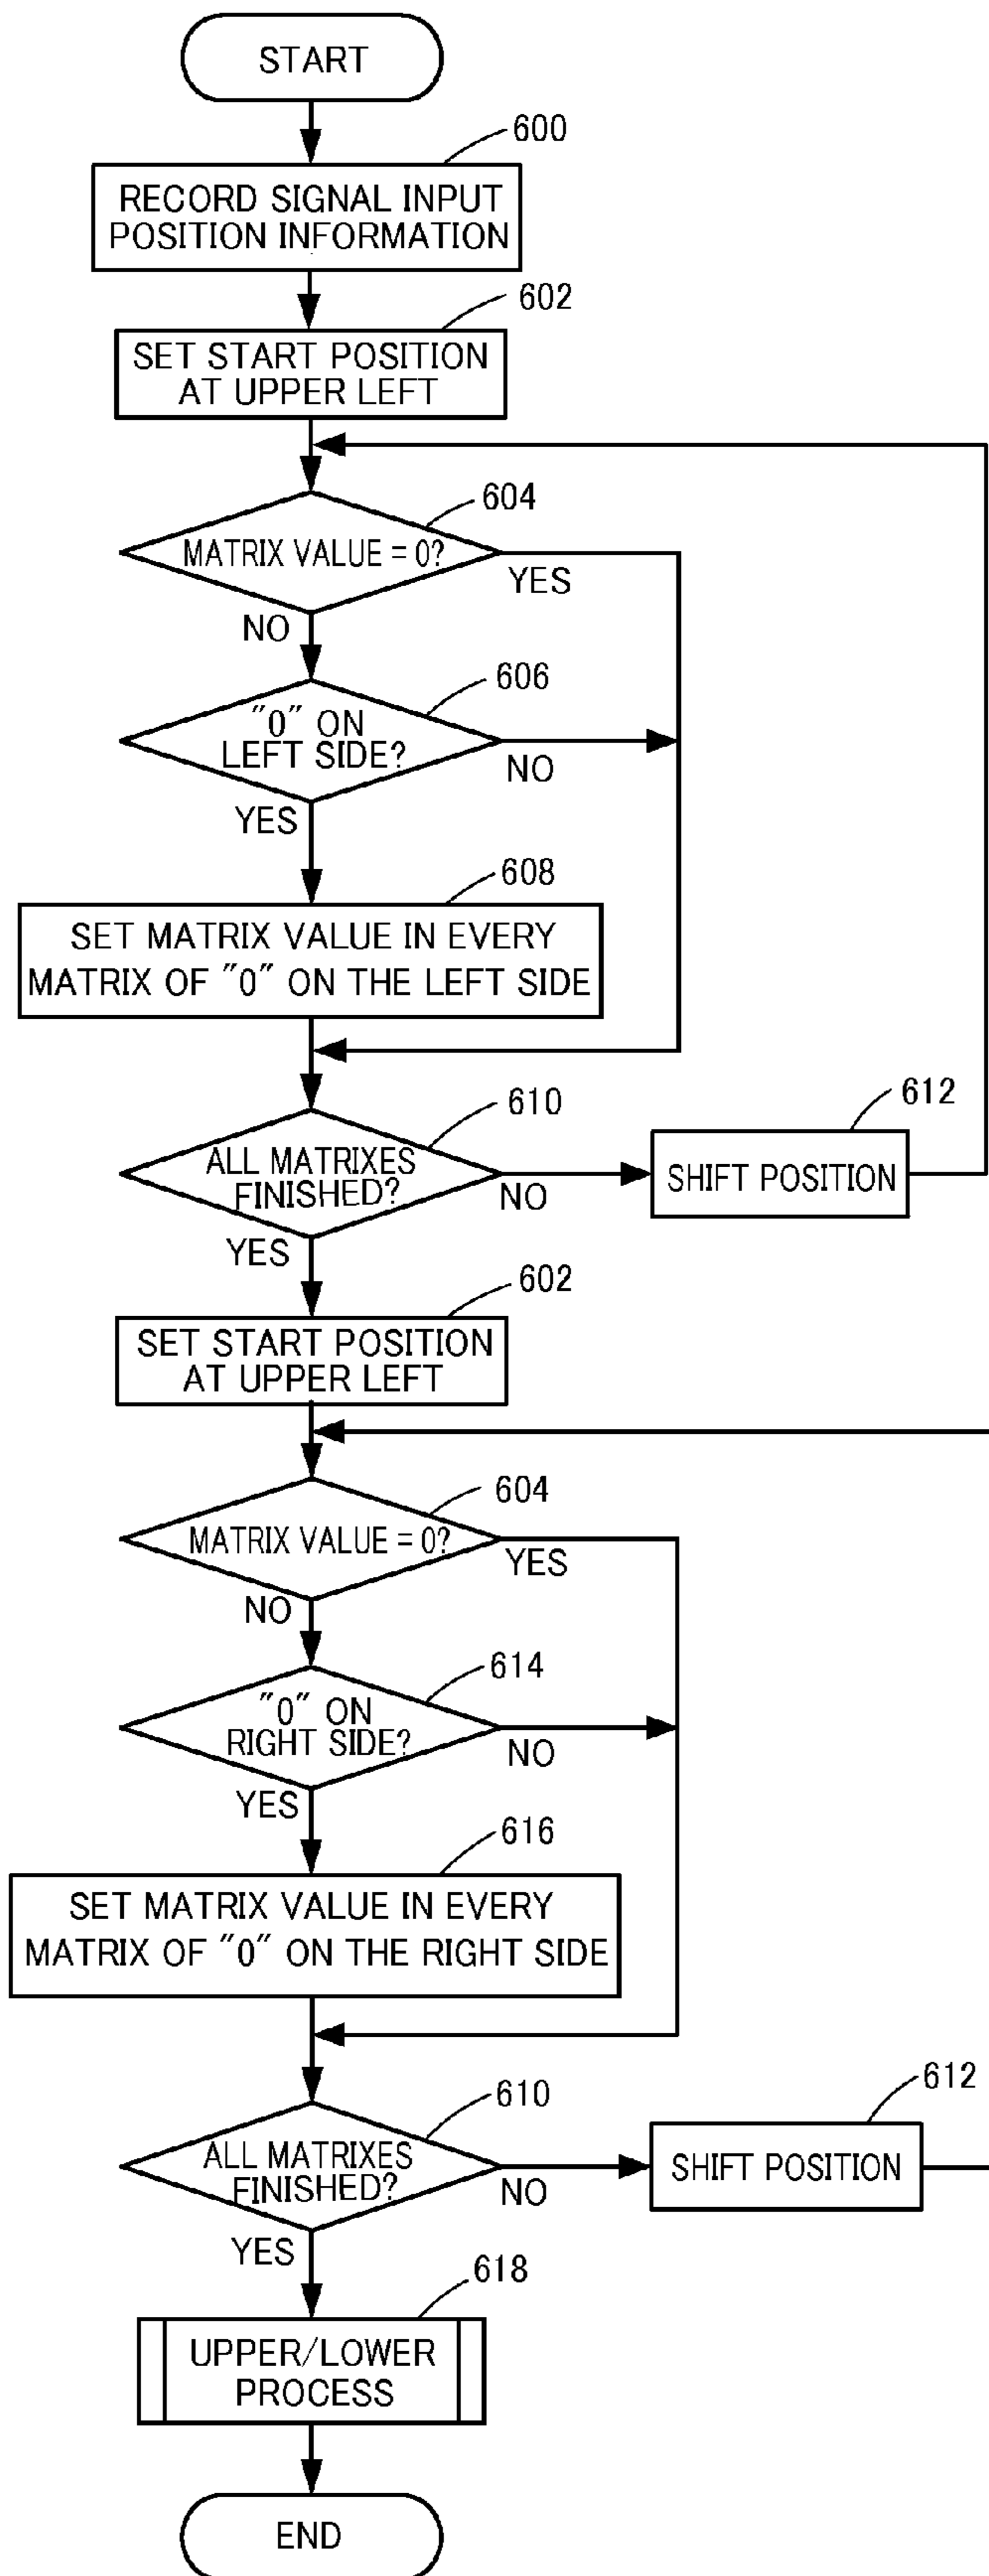 START
600
RECORD SIGNAL INPUT
POSITION INFORMATION
602
SET START POSITION
AT UPPER LEFT
604
MATRIX VALUE = 0?
YES
NO
606
"0" ON
LEFT SIDE?
NO
YES
608
SET MATRIX VALUE IN EVERY
MATRIX OF "0" ON THE LEFT SIDE
610
612
ALL MATRIXES
FINISHED?
SHIFT POSITION
NO
YES
602
SET START POSITION
AT UPPER LEFT
604
MATRIX VALUE = 0?
YES
NO
614
"0" ON
RIGHT SIDE?
NO
YES
616
SET MATRIX VALUE IN EVERY
MATRIX OF "0" ON THE RIGHT SIDE
610
612
ALL MATRIXES
FINISHED?
SHIFT POSITION
NO
YES
618
UPPER/LOWER
PROCESS
END